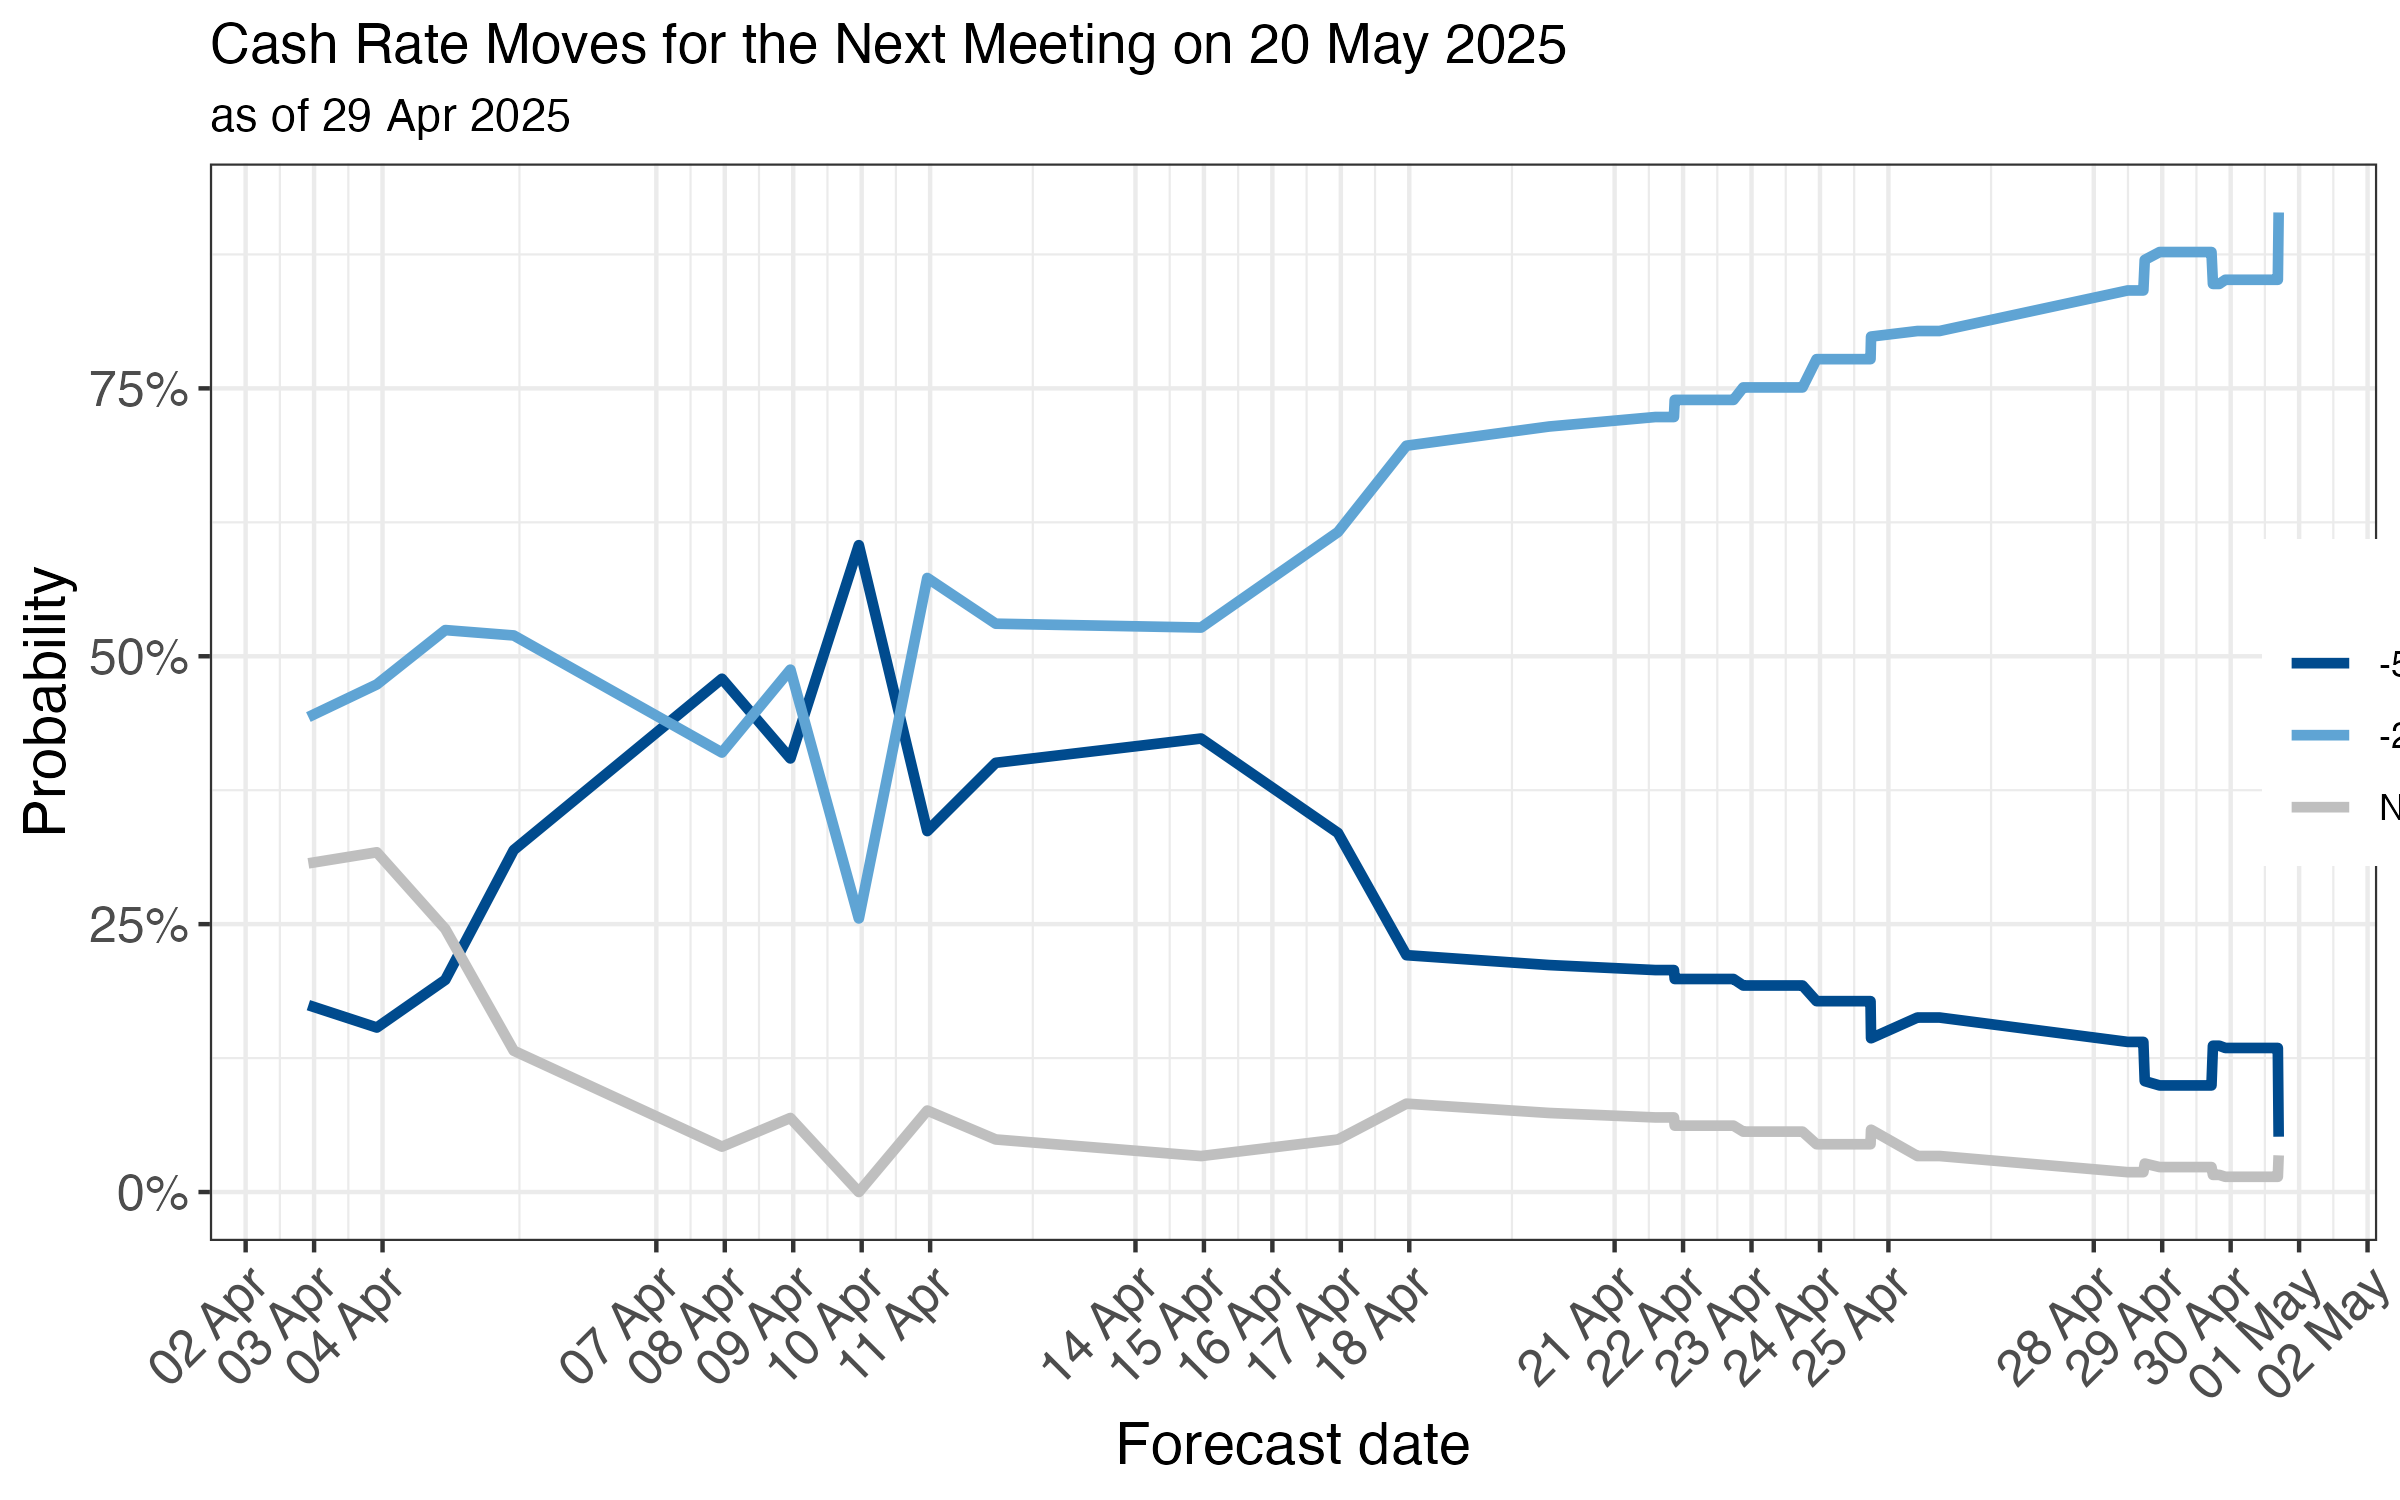 Cash Rate Moves for the Next Meeting on 20 May 2025
as of 29 Apr 2025
Probability
75%
50%
25%
0%
-5
-2
N
02 Apr
03 Apr
04 Apr
07 Apr
08 Apr
09 Apr
10 Apr
11 Apr
14 Apr
15 Apr
16 Apr
17 Apr
18 Apr
21 Apr
22 Apr
23 Apr
24 Apr
25 Apr
28 Apr
29 Apr
30 Apr
01 May
02 May
Forecast date